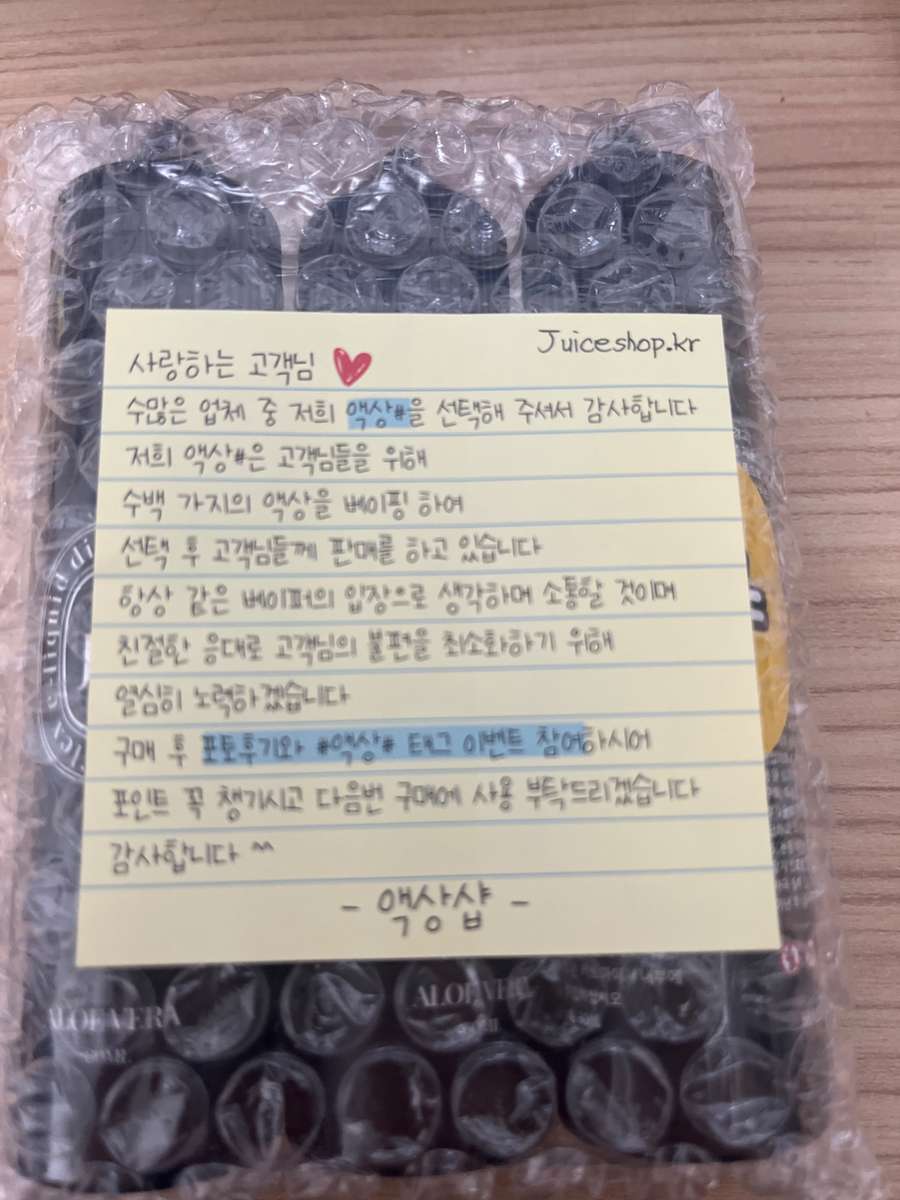 Juiceshop.kr
사랑하는 고객님
수많은 업체 중 저희 액상#을 선택해 주셔서 감사합니다
저희 액상#은 고객님들을 위해
수백 가지의 액상을 베이핑 하여
선택 후 고객님들께 판매를 하고 있습니다
항상 같은 베이퍼의 입장으로 생각하며 소통할 것이며
친절한 응대로 고객님의 불편을 최소화하기 위해
열심히 노력하겠습니다
구매 후 포토후기와 #액상# 태그 이벤트 참여하시어
포인트 꼭 챙기시고 다음번 구매에 사용 부탁드리겠습니다
감사합니다 ^^
- 액상샵 -
e-liquid
ALOE VERA
ALOE VERA